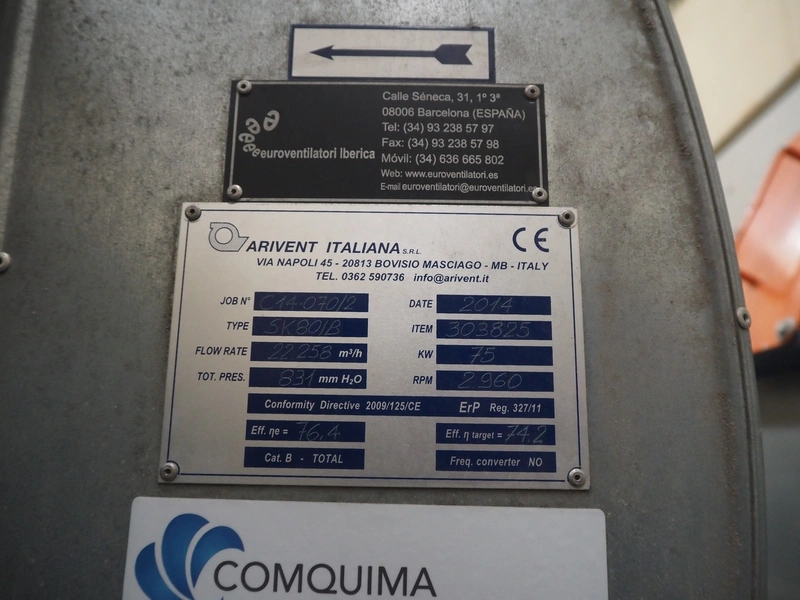 Calle Séneca, 31, 1º 3ª
08006 Barcelona (ESPAÑA)
Tel: (34) 93 238 57 97
Fax: (34) 93 238 57 98
Móvil: (34) 636 665 802
Web: www.euroventilatori.es
E-mail euroventilatori@euroventilatori.es
euroventilatori Iberica
ARIVENT ITALIANA S.R.L.
CE
VIA NAPOLI 45 - 20813 BOVISIO MASCIAGO - MB - ITALY
TEL. 0362 590736 info@arivent.it
JOB N° C14-070/2 DATE 2014
TYPE SK801B ITEM 303825
FLOW RATE 22258 m³/h KW 75
TOT. PRES. 831 mm H₂O RPM 2960
Conformity Directive 2009/125/CE ErP Reg. 327/11
Eff. ηe = 76,4 Eff. η target = 74,2
Cat. B - TOTAL Freq. converter NO
COMQUIMA